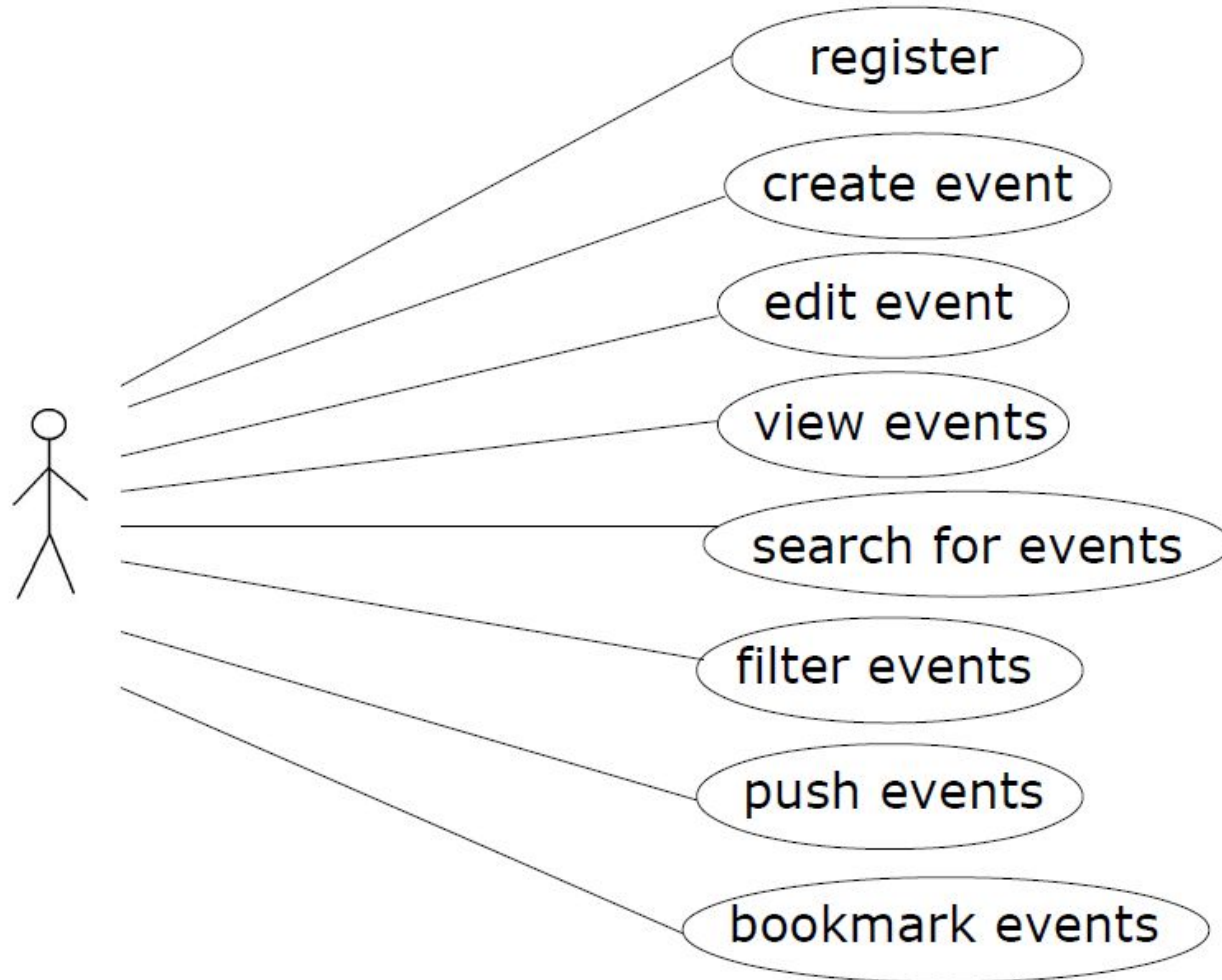 register
create event
edit event
view events
search for events
filter events
push events
bookmark events